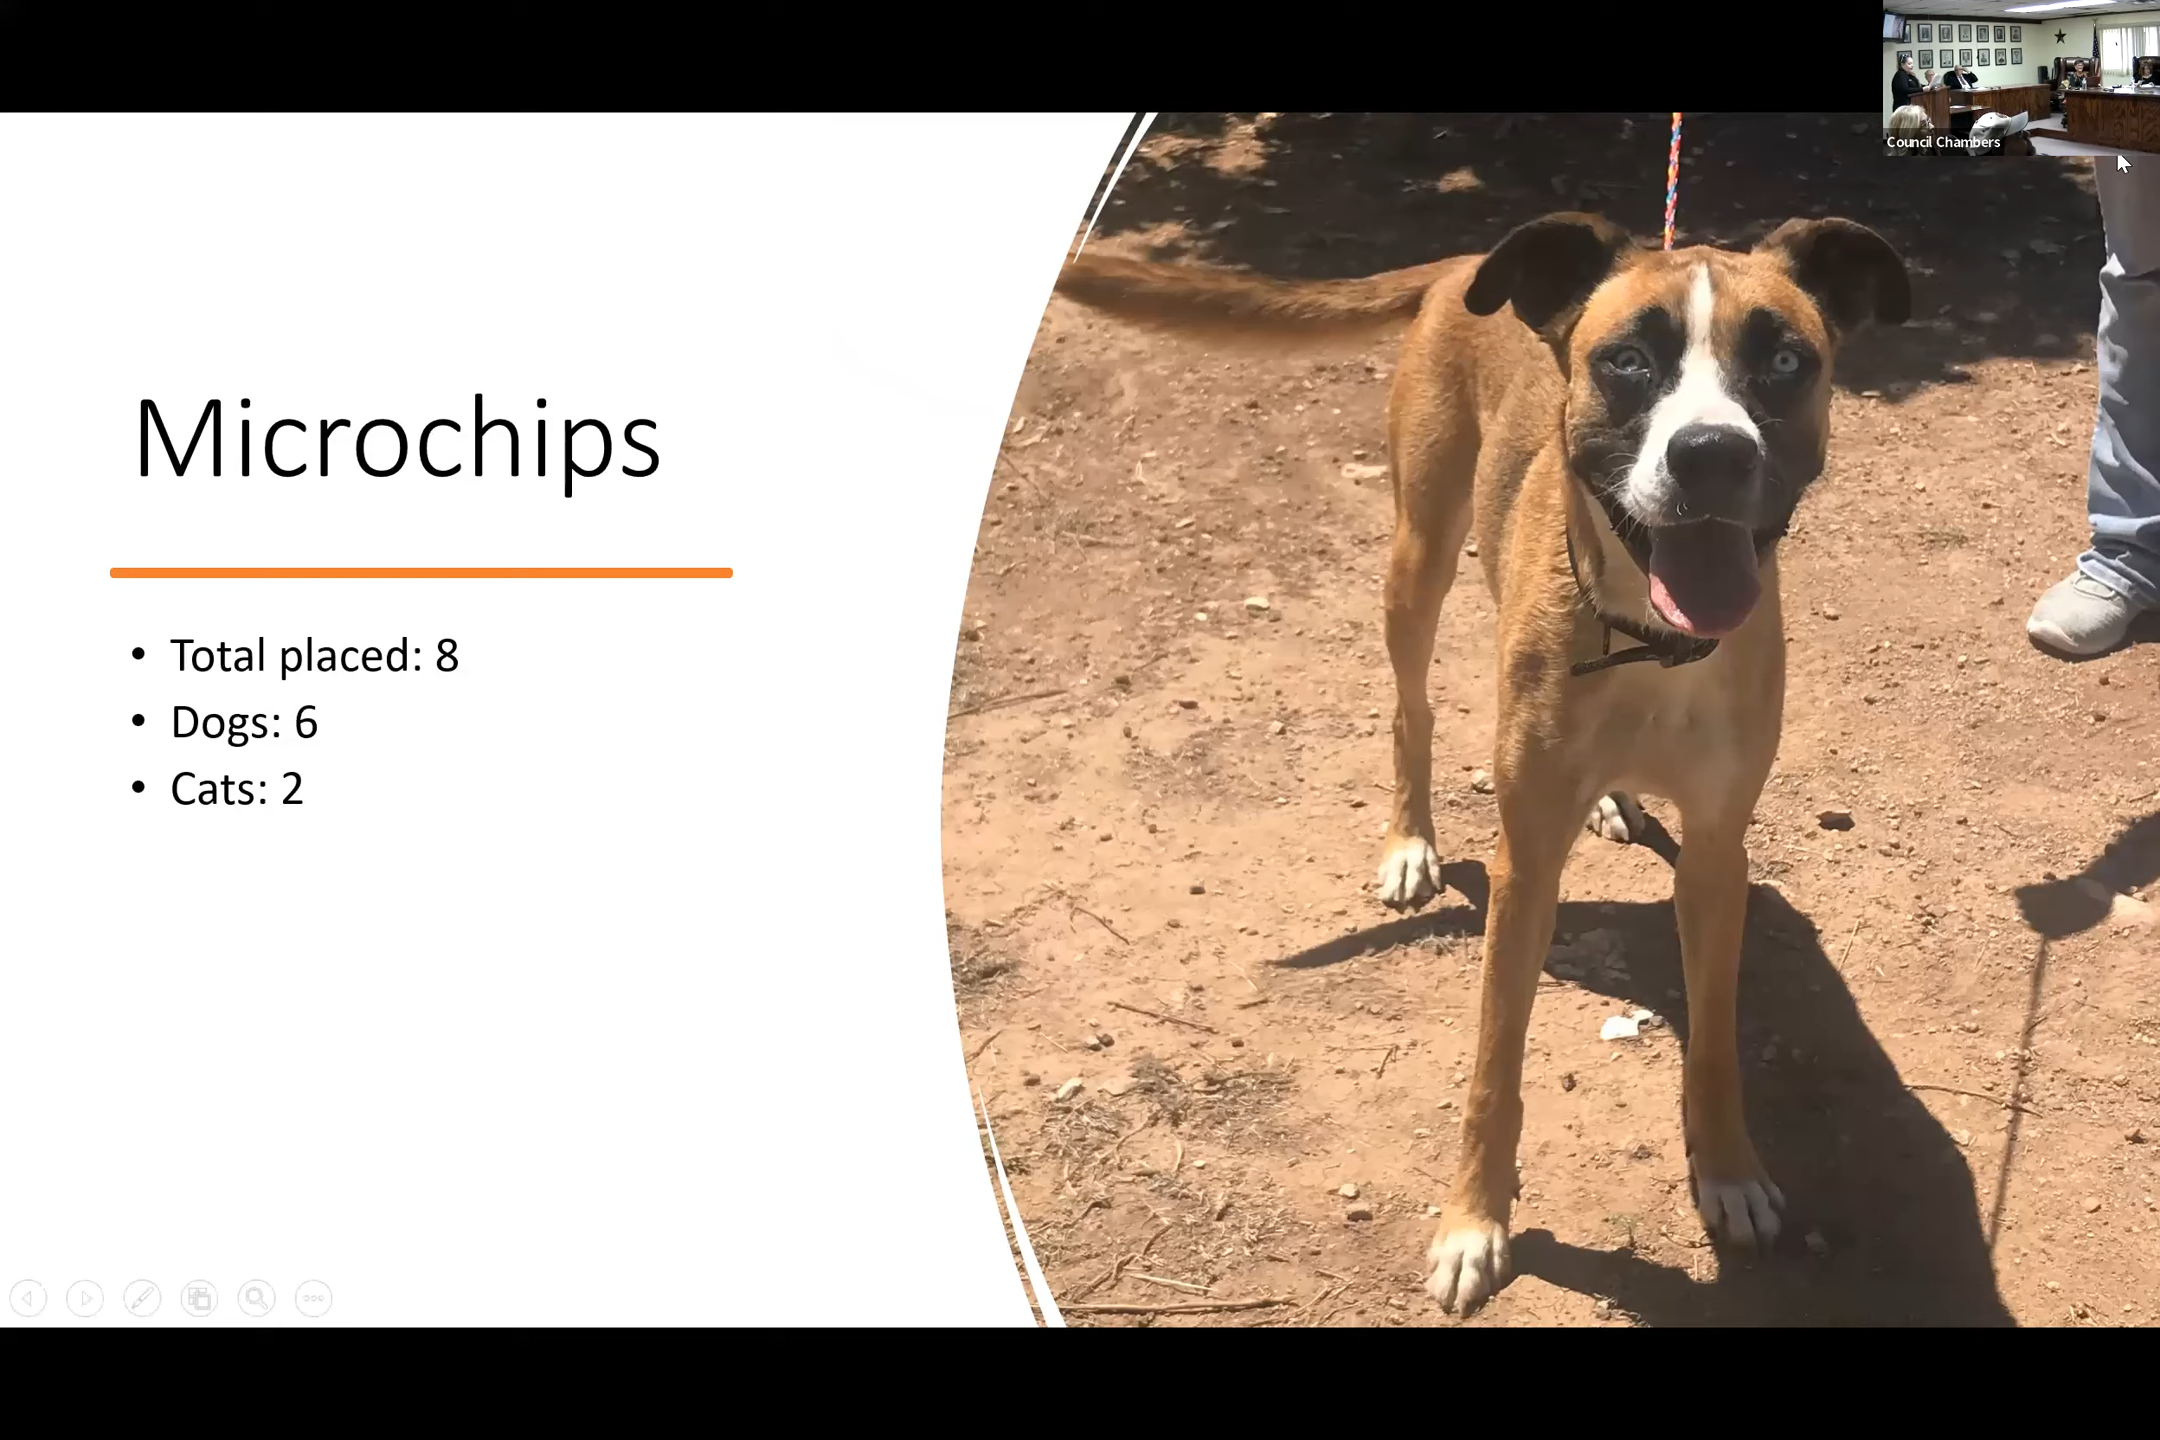 Council Chambers
Microchips
• Total placed: 8
• Dogs: 6
• Cats: 2